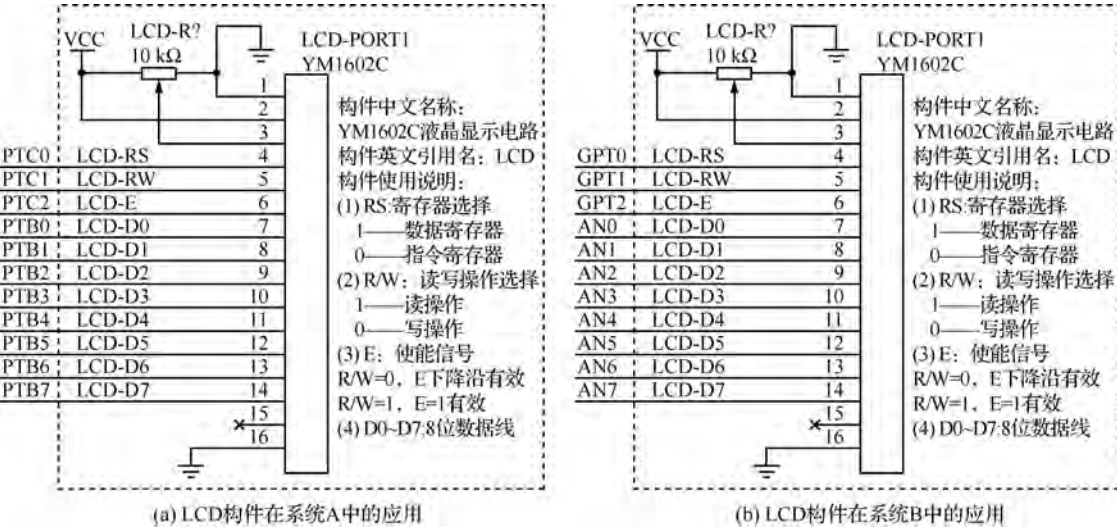 VCC
LCD-R?
10 kΩ
LCD-PORT1
YM1602C
1
2
3
PTC0 LCD-RS 4
PTC1 LCD-RW 5
PTC2 LCD-E 6
PTB0 LCD-D0 7
PTB1 LCD-D1 8
PTB2 LCD-D2 9
PTB3 LCD-D3 10
PTB4 LCD-D4 11
PTB5 LCD-D5 12
PTB6 LCD-D6 13
PTB7 LCD-D7 14
15
16
构件中文名称:
YM1602C液晶显示电路
构件英文引用名: LCD
构件使用说明:
(1) RS:寄存器选择
1——数据寄存器
0——指令寄存器
(2) R/W: 读写操作选择
1——读操作
0——写操作
(3) E: 使能信号
R/W=0, E下降沿有效
R/W=1, E=1有效
(4) D0~D7:8位数据线
(a) LCD构件在系统A中的应用
VCC
LCD-R?
10 kΩ
LCD-PORT1
YM1602C
1
2
3
GPT0 LCD-RS 4
GPT1 LCD-RW 5
GPT2 LCD-E 6
AN0 LCD-D0 7
AN1 LCD-D1 8
AN2 LCD-D2 9
AN3 LCD-D3 10
AN4 LCD-D4 11
AN5 LCD-D5 12
AN6 LCD-D6 13
AN7 LCD-D7 14
15
16
构件中文名称:
YM1602C液晶显示电路
构件英文引用名: LCD
构件使用说明:
(1) RS:寄存器选择
1——数据寄存器
0——指令寄存器
(2) R/W: 读写操作选择
1——读操作
0——写操作
(3) E: 使能信号
R/W=0, E下降沿有效
R/W=1, E=1有效
(4) D0~D7:8位数据线
(b) LCD构件在系统B中的应用